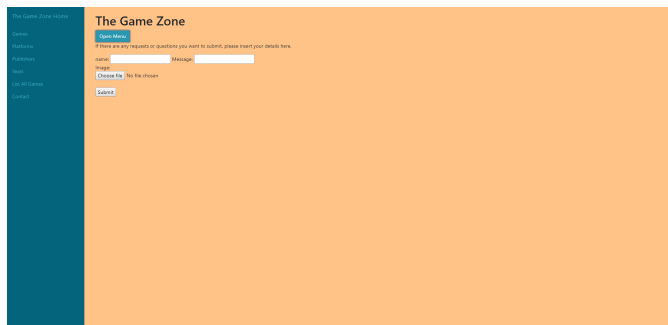 The Game Zone Home
Games
Platforms
Publishers
Years
List All Games
Contact
The Game Zone
Open Menu
If there are any requests or questions you want to submit, please insert your details here.
name: Message:
Image:
Choose file No file chosen
Submit